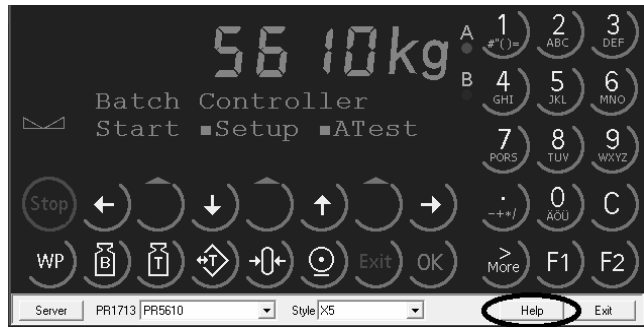 5610kg
A
B
Batch Controller
Start ■Setup ■ATest
1 2 3
#"()= ABC DEF
4 5 6
GHI JKL MNO
7 8 9
PORS TUV WXYZ
. 0 C
-+*/ ÄÖÜ
Stop
WP B T T 0 Exit OK > More F1 F2
Server PR1713 PR5610 Style X5 Help Exit